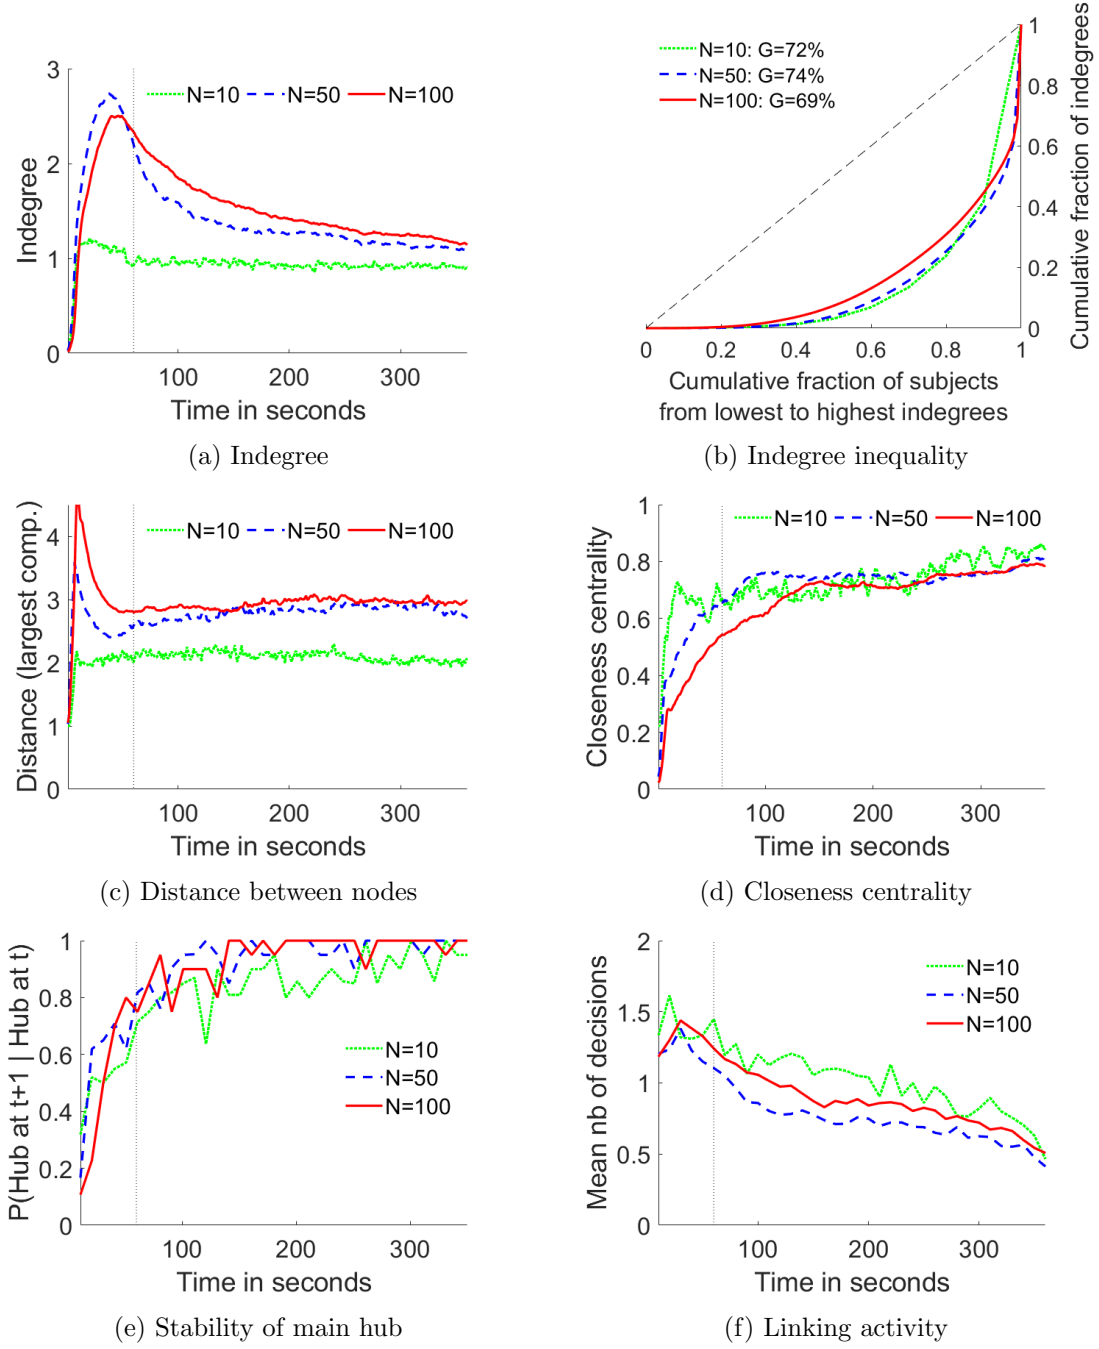 3
2
1
0
Indegree
N=10 N=50 N=100
100 200 300
Time in seconds
(a) Indegree
N=10: G=72%
N=50: G=74%
N=100: G=69%
1
0.8
0.6
0.4
0.2
0
Cumulative fraction of indegrees
0 0.2 0.4 0.6 0.8 1
Cumulative fraction of subjects
from lowest to highest indegrees
(b) Indegree inequality
4
3
2
1
0
Distance (largest comp.)
N=10 N=50 N=100
100 200 300
Time in seconds
(c) Distance between nodes
1
0.8
0.6
0.4
0.2
0
Closeness centrality
N=10 N=50 N=100
100 200 300
Time in seconds
(d) Closeness centrality
1
0.8
0.6
0.4
0.2
0
P(Hub at t+1 | Hub at t)
N=10
N=50
N=100
100 200 300
Time in seconds
(e) Stability of main hub
2
1.5
1
0.5
0
Mean nb of decisions
N=10
N=50
N=100
100 200 300
Time in seconds
(f) Linking activity